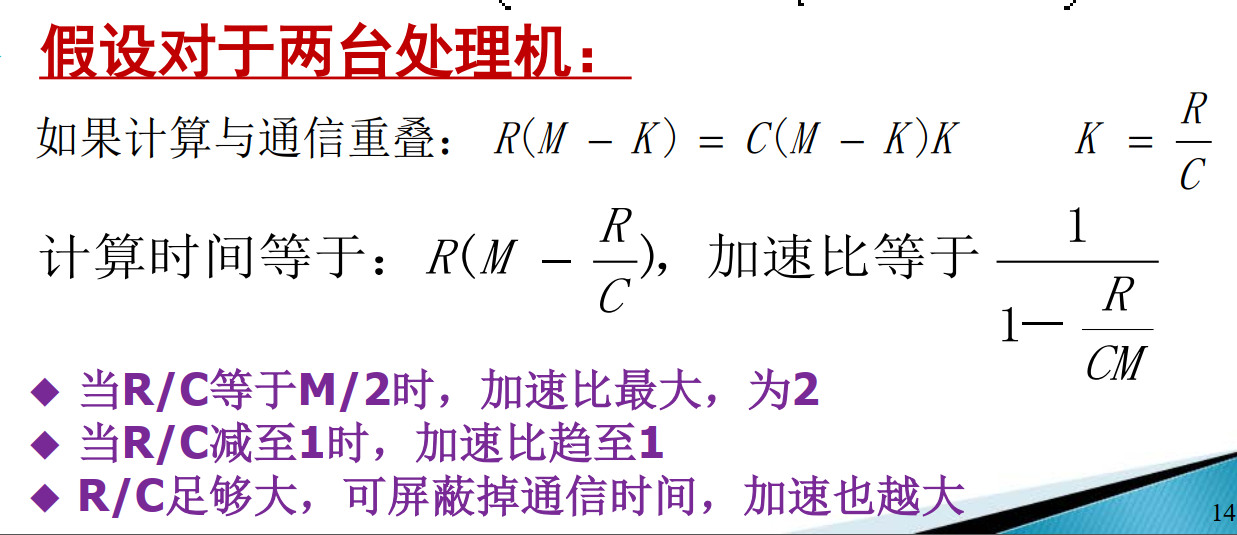 假设对于两台处理机：
如果计算与通信重叠： R(M − K) = C(M − K)K K = R/C
计算时间等于：R(M − R/C)，加速比等于 1/(1− R/CM)
◆ 当R/C等于M/2时，加速比最大，为2
◆ 当R/C减至1时，加速比趋至1
◆ R/C足够大，可屏蔽掉通信时间，加速也越大
14